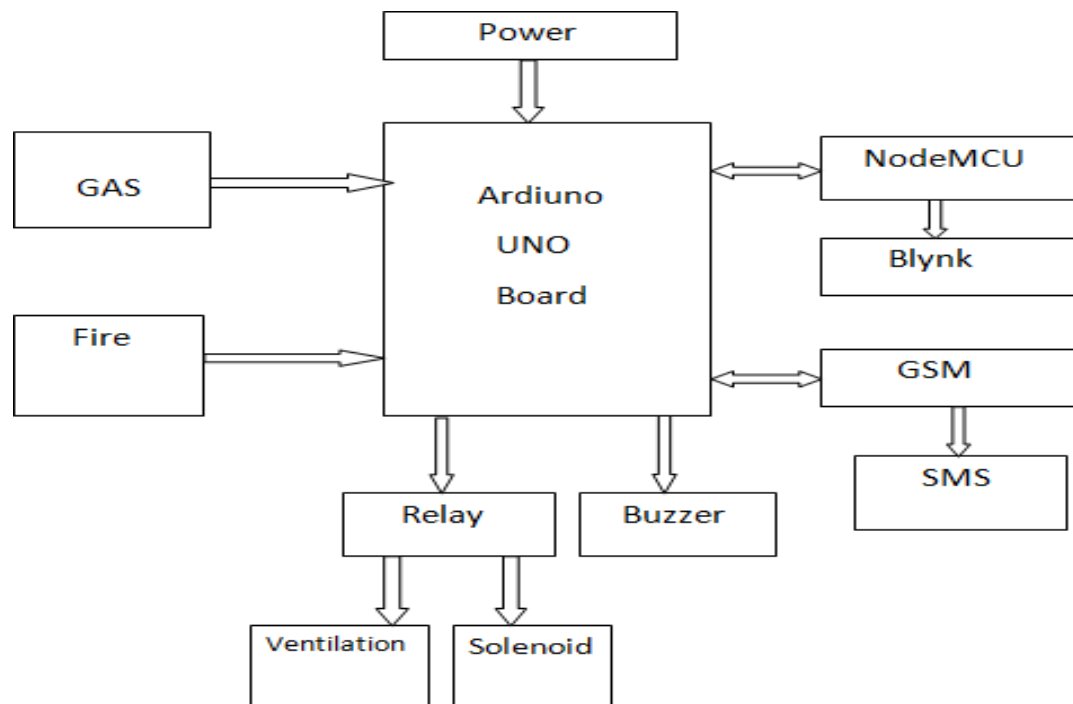 Power
GAS
Ardiuno
UNO
Board
NodeMCU
Blynk
Fire
GSM
SMS
Relay
Buzzer
Ventilation
Solenoid